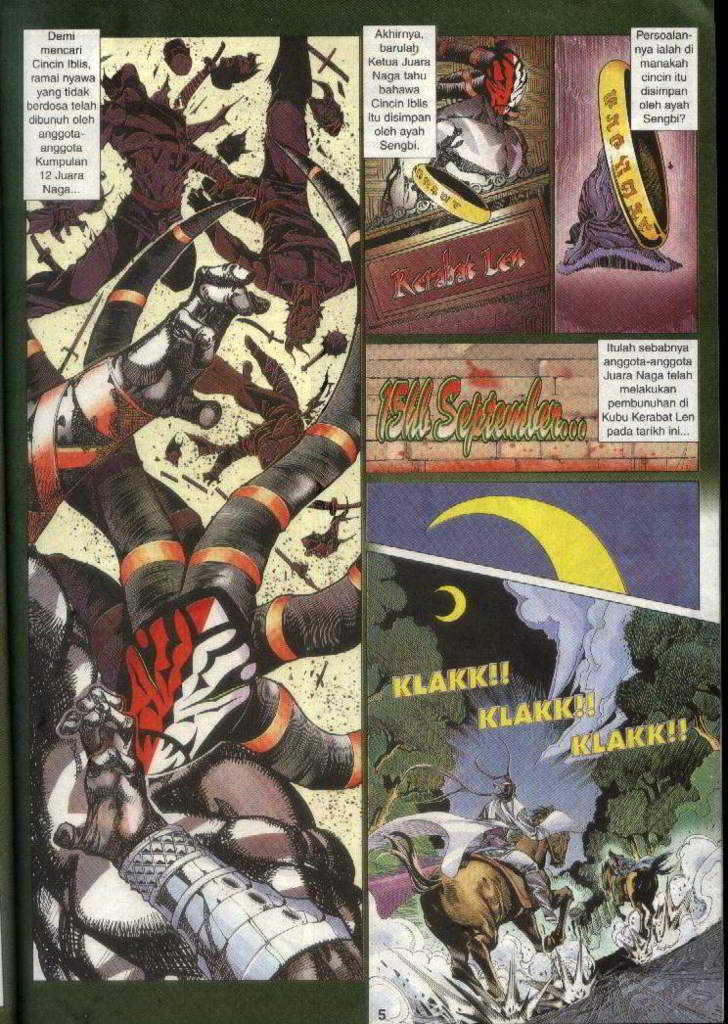 Demi
mencari
Cincin Iblis,
ramai nyawa
yang tidak
berdosa telah
dibunuh oleh
anggota-
anggota
Kumpulan
12 Juara
Naga...
Akhirnya,
barulah
Ketua Juara
Naga tahu
bahawa
Cincin Iblis
itu disimpan
oleh ayah
Sengbi.
Kerabat Len
Persoalan-
nya ialah di
manakah
cincin itu
disimpan
oleh ayah
Sengbi?
15hb September...
Itulah sebabnya
anggota-anggota
Juara Naga telah
melakukan
pembunuhan di
Kubu Kerabat Len
pada tarikh ini...
KLAKK!!
KLAKK!!
KLAKK!!
5